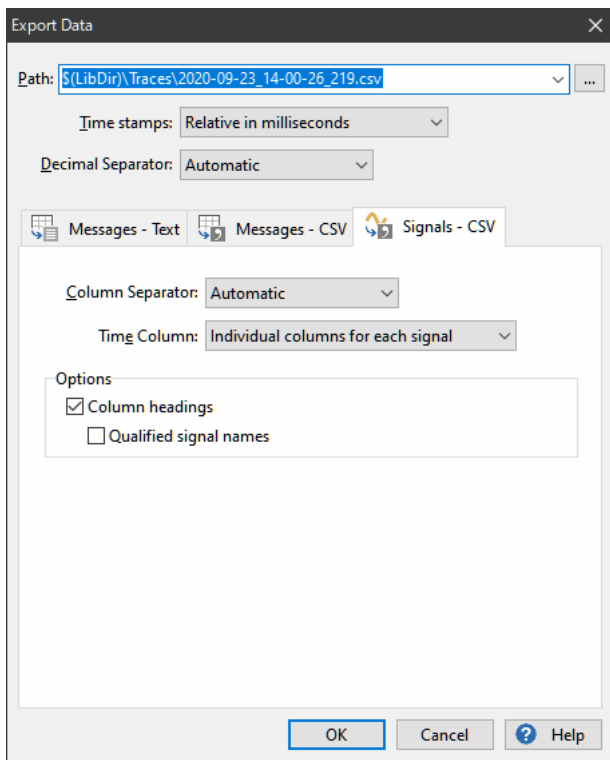 Export Data
Path: $(LibDir)\Traces\2020-09-23_14-00-26_219.csv ...
Time stamps: Relative in milliseconds
Decimal Separator: Automatic
Messages - Text Messages - CSV Signals - CSV
Column Separator: Automatic
Time Column: Individual columns for each signal
Options
Column headings
Qualified signal names
OK Cancel ? Help